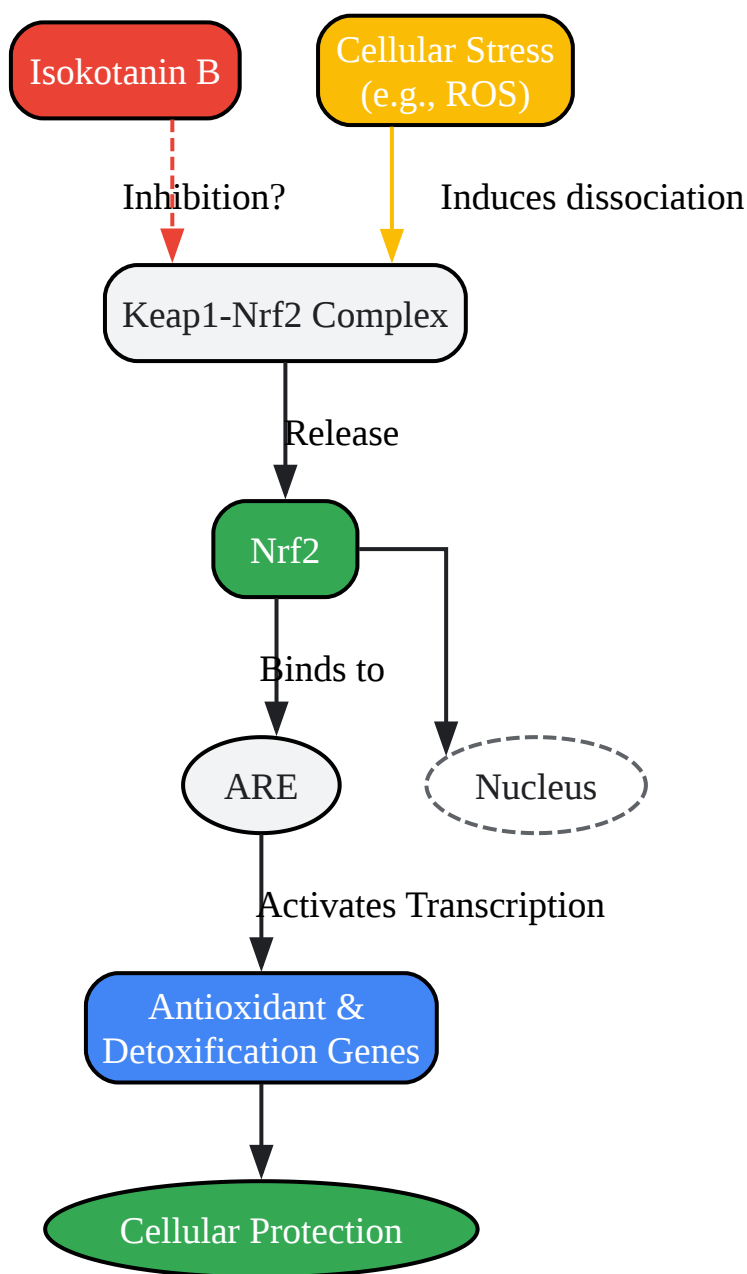 Isokotanin B
Cellular Stress
(e.g., ROS)
Inhibition?
Induces dissociation
Keap1-Nrf2 Complex
Release
Nrf2
Binds to
ARE
Nucleus
Activates Transcription
Antioxidant &
Detoxification Genes
Cellular Protection